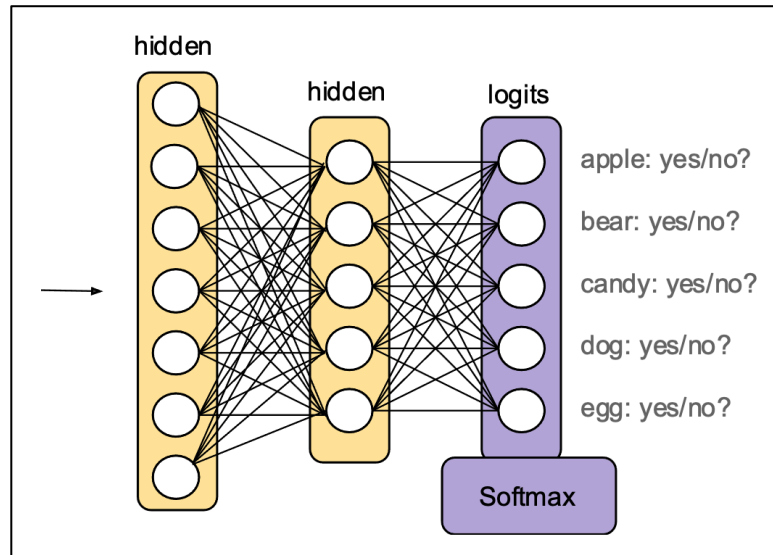 hidden
hidden
logits
apple: yes/no?
bear: yes/no?
candy: yes/no?
dog: yes/no?
egg: yes/no?
Softmax